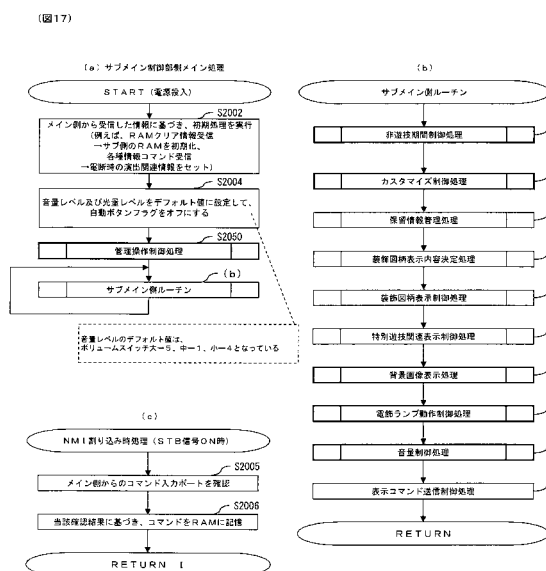 (図17)
(a) サブメイン制御部側メイン処理
START (電源投入)
S2002
メイン側から受信した情報に基づき、初期処理を実行
(例えば、RAMクリア情報受信
→サブ側のRAMを初期化、
各種情報コマンド受信
→電断時の演出関連情報をセット)
S2004
音量レベル及び光量レベルをデフォルト値に設定して、
自動ボタンフラグをオフにする
S2050
管理操作制御処理
(b)
サブメイン側ルーチン
音量レベルのデフォルト値は、
ボリュームスイッチ大−5、中−1、小−4となっている
(c)
NMI割り込み時処理 (STB信号ON時)
S2005
メイン側からのコマンド入力ポートを確認
S2006
当該確認結果に基づき、コマンドをRAMに記憶
RETURN I
(b)
サブメイン側ルーチン
非遊技期間制御処理
カスタマイズ制御処理
保留情報管理処理
装飾図柄表示内容決定処理
装飾図柄表示制御処理
特別遊技関連表示制御処理
背景画像表示処理
電飾ランプ動作制御処理
音量制御処理
表示コマンド送信制御処理
RETURN